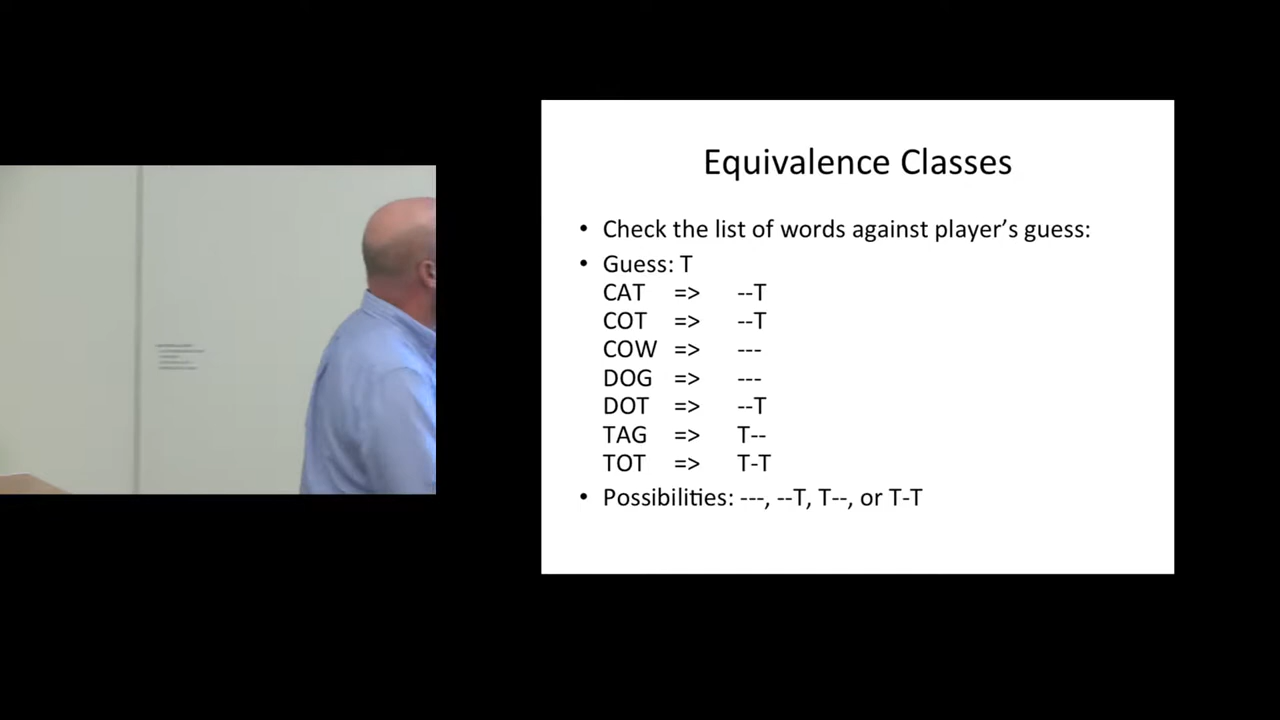 Equivalence Classes
• Check the list of words against player's guess:
• Guess: T
CAT => --T
COT => --T
COW => ---
DOG => ---
DOT => --T
TAG => T--
TOT => T-T
• Possibilities: ---, --T, T--, or T-T